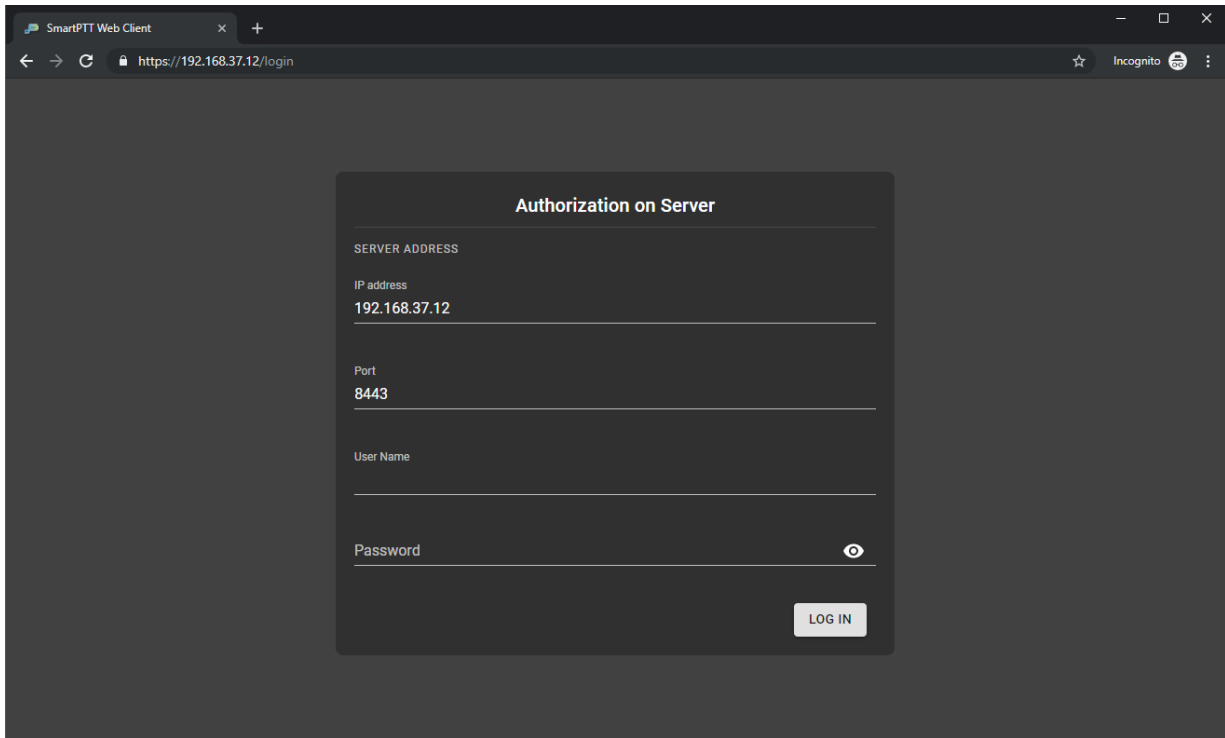 SmartPTT Web Client
https://192.168.37.12/login
Incognito
Authorization on Server
SERVER ADDRESS
IP address
192.168.37.12
Port
8443
User Name
Password
LOG IN